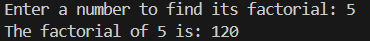 Enter a number to find its factorial: 5
The factorial of 5 is: 120